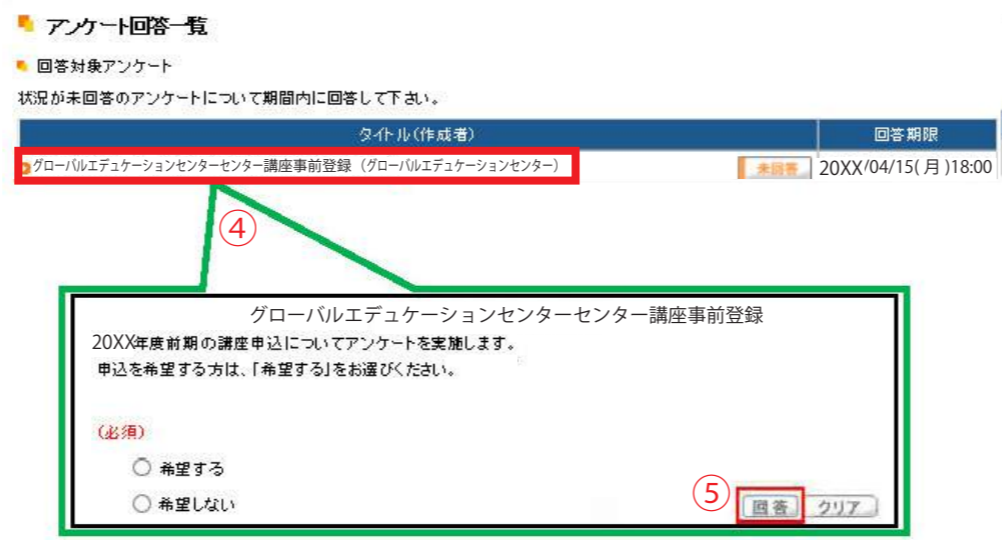 アンケート回答一覧
回答対象アンケート
状況が未回答のアンケートについて期間内に回答して下さい。
タイトル(作成者) 回答期限
グローバルエデュケーションセンターセンター講座事前登録（グローバルエデュケーションセンター） 未回答 20XX/04/15(月)18:00
④
グローバルエデュケーションセンターセンター講座事前登録
20XX年度前期の講座申込についてアンケートを実施します。
申込を希望する方は、「希望する」をお選びください。
(必須)
希望する
希望しない
⑤ 回答 クリア